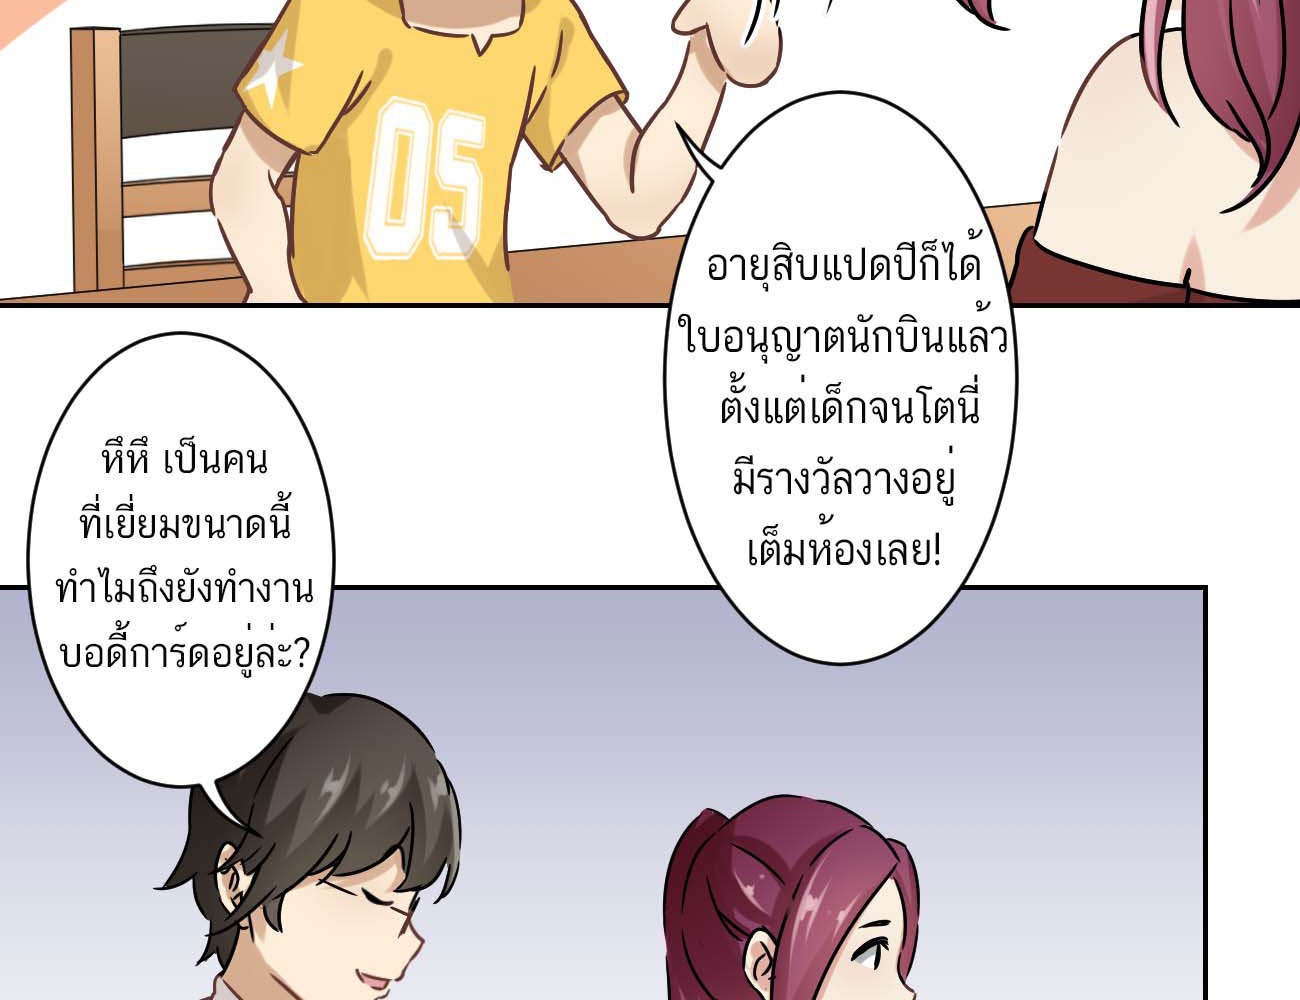 05
อายุสิบแปดปีก็ได้
ใบอนุญาตนักบินแล้ว
ตั้งแต่เด็กจนโตนี่
มีรางวัลวางอยู่
เต็มห้องเลย!
หึหึ เป็นคน
ที่เยี่ยมขนาดนี้
ทำไมถึงยังทำงาน
บอดี้การ์ดอยู่ล่ะ?